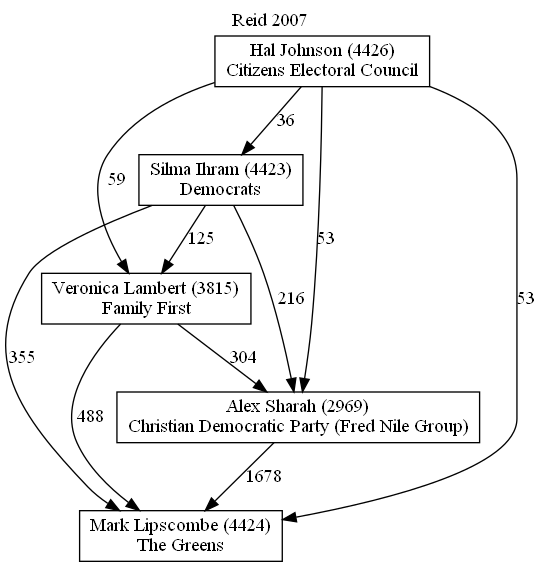 Reid 2007
Hal Johnson (4426)
Citizens Electoral Council
36
Silma Ihram (4423)
Democrats
59
125
53
Veronica Lambert (3815)
Family First
216
53
355
304
Alex Sharah (2969)
Christian Democratic Party (Fred Nile Group)
488
1678
Mark Lipscombe (4424)
The Greens